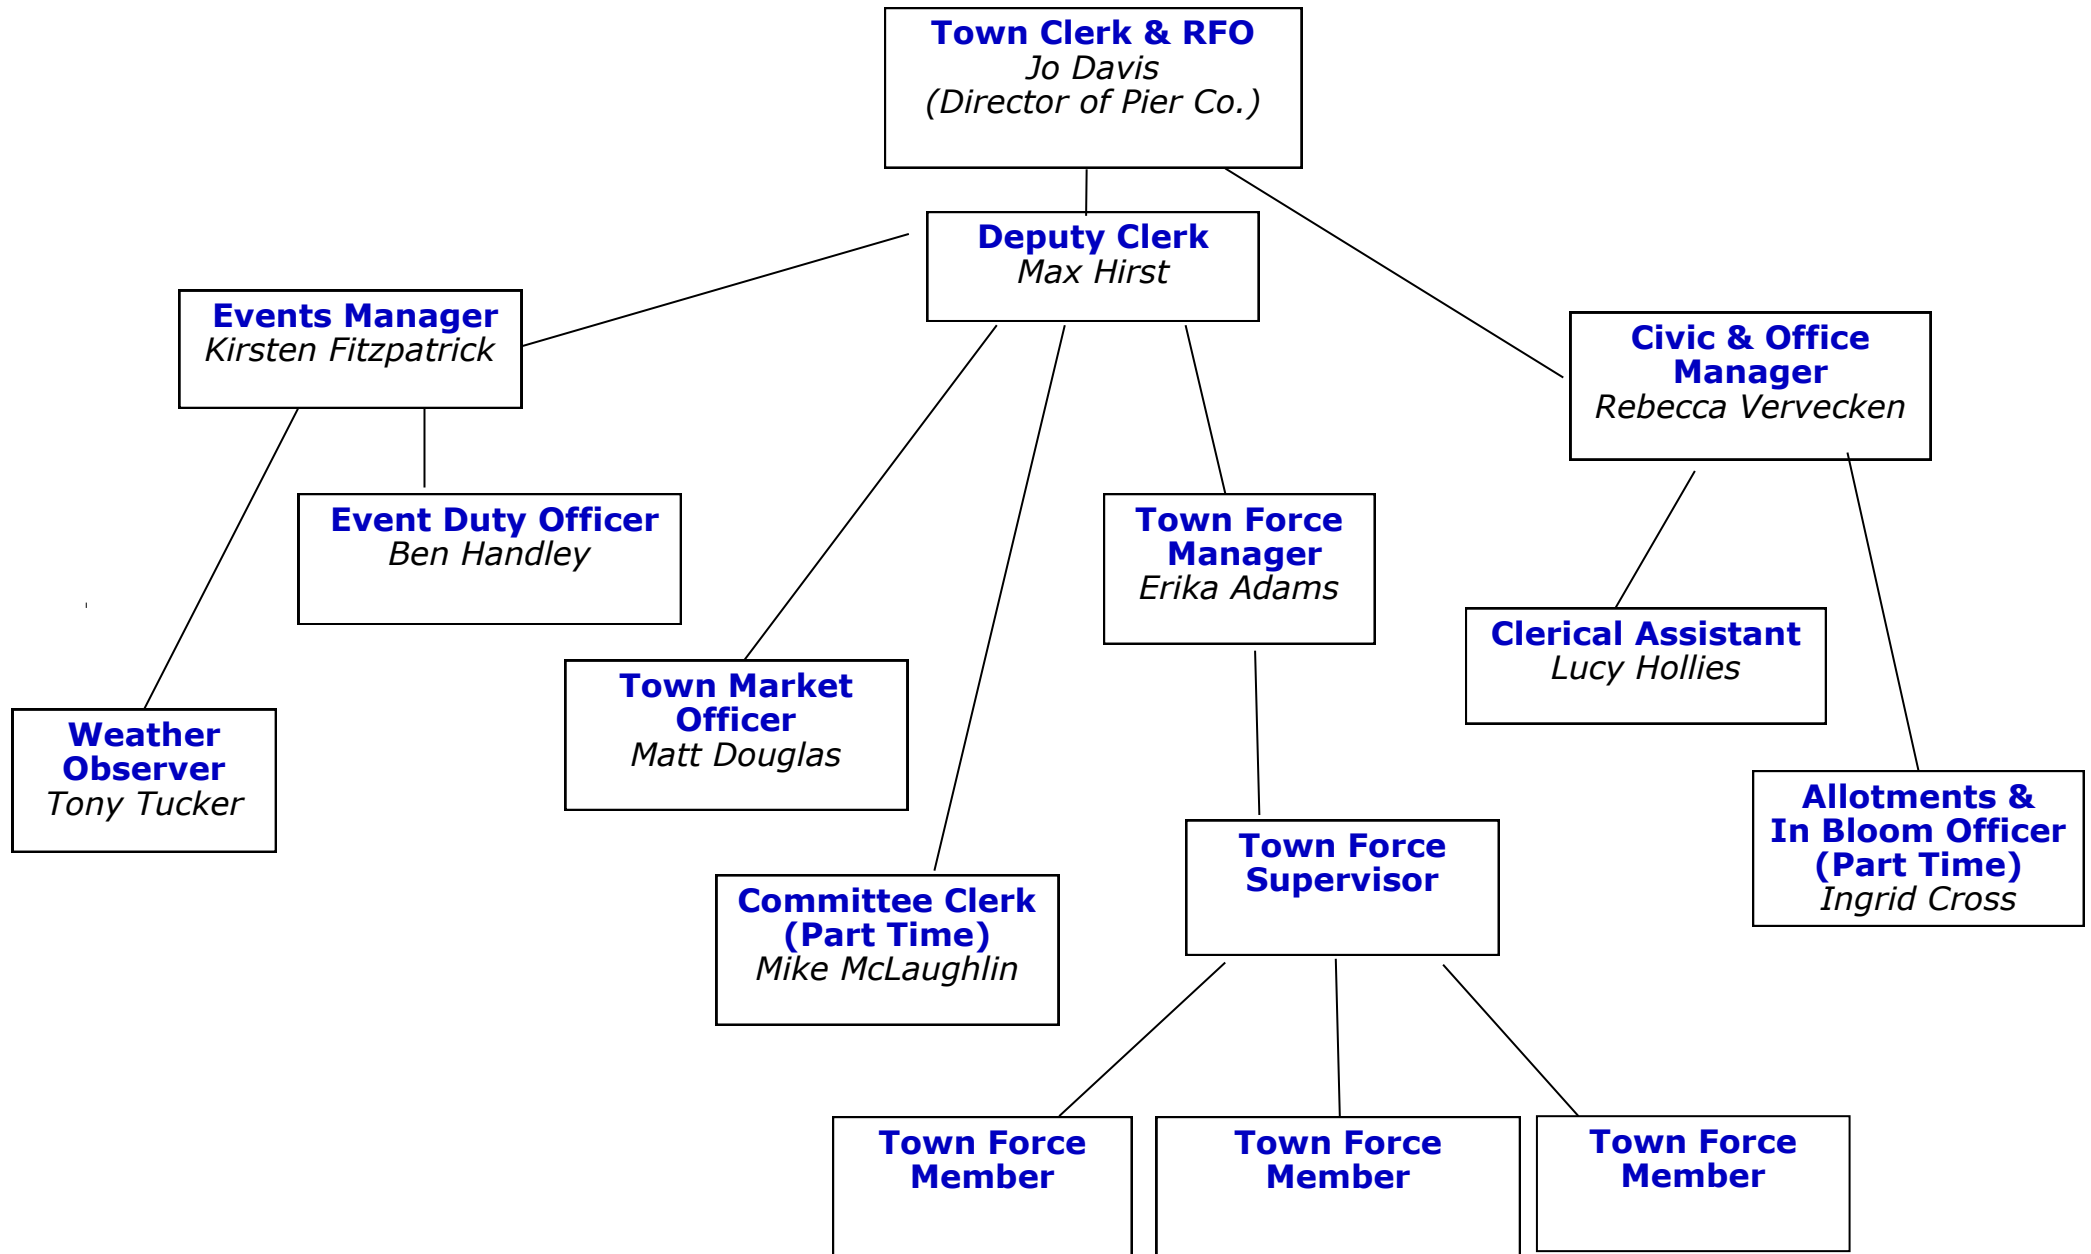 Town Clerk & RFO
Jo Davis
(Director of Pier Co.)
Deputy Clerk
Max Hirst
Events Manager
Kirsten Fitzpatrick
Civic & Office
Manager
Rebecca Vervecken
Event Duty Officer
Ben Handley
Town Force
Manager
Erika Adams
Clerical Assistant
Lucy Hollies
Town Market
Officer
Matt Douglas
Weather
Observer
Tony Tucker
Allotments &
In Bloom Officer
(Part Time)
Ingrid Cross
Town Force
Supervisor
Committee Clerk
(Part Time)
Mike McLaughlin
Town Force
Member
Town Force
Member
Town Force
Member